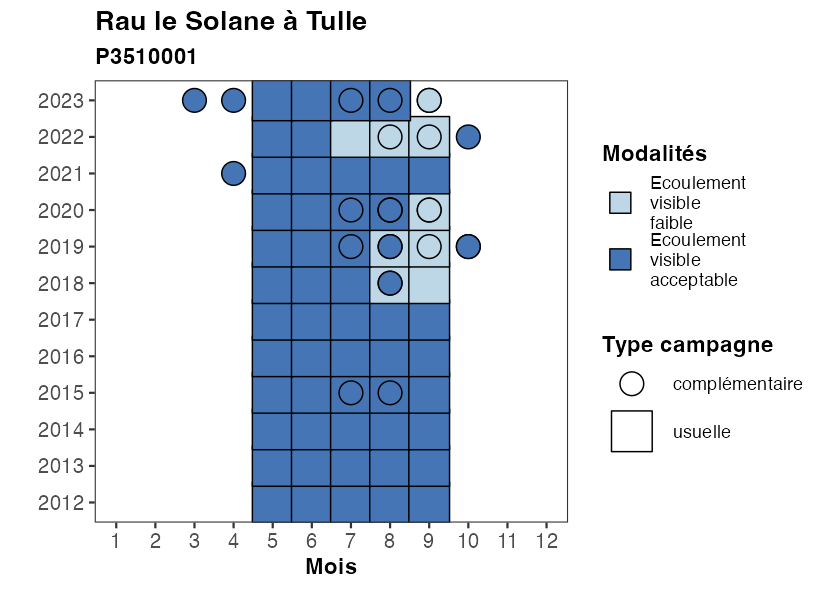 Rau le Solane à Tulle
P3510001
2023
2022
2021
2020
2019
2018
2017
2016
2015
2014
2013
2012
1 2 3 4 5 6 7 8 9 10 11 12
Mois
Modalités
Ecoulement
visible
faible
Ecoulement
visible
acceptable
Type campagne
complémentaire
usuelle